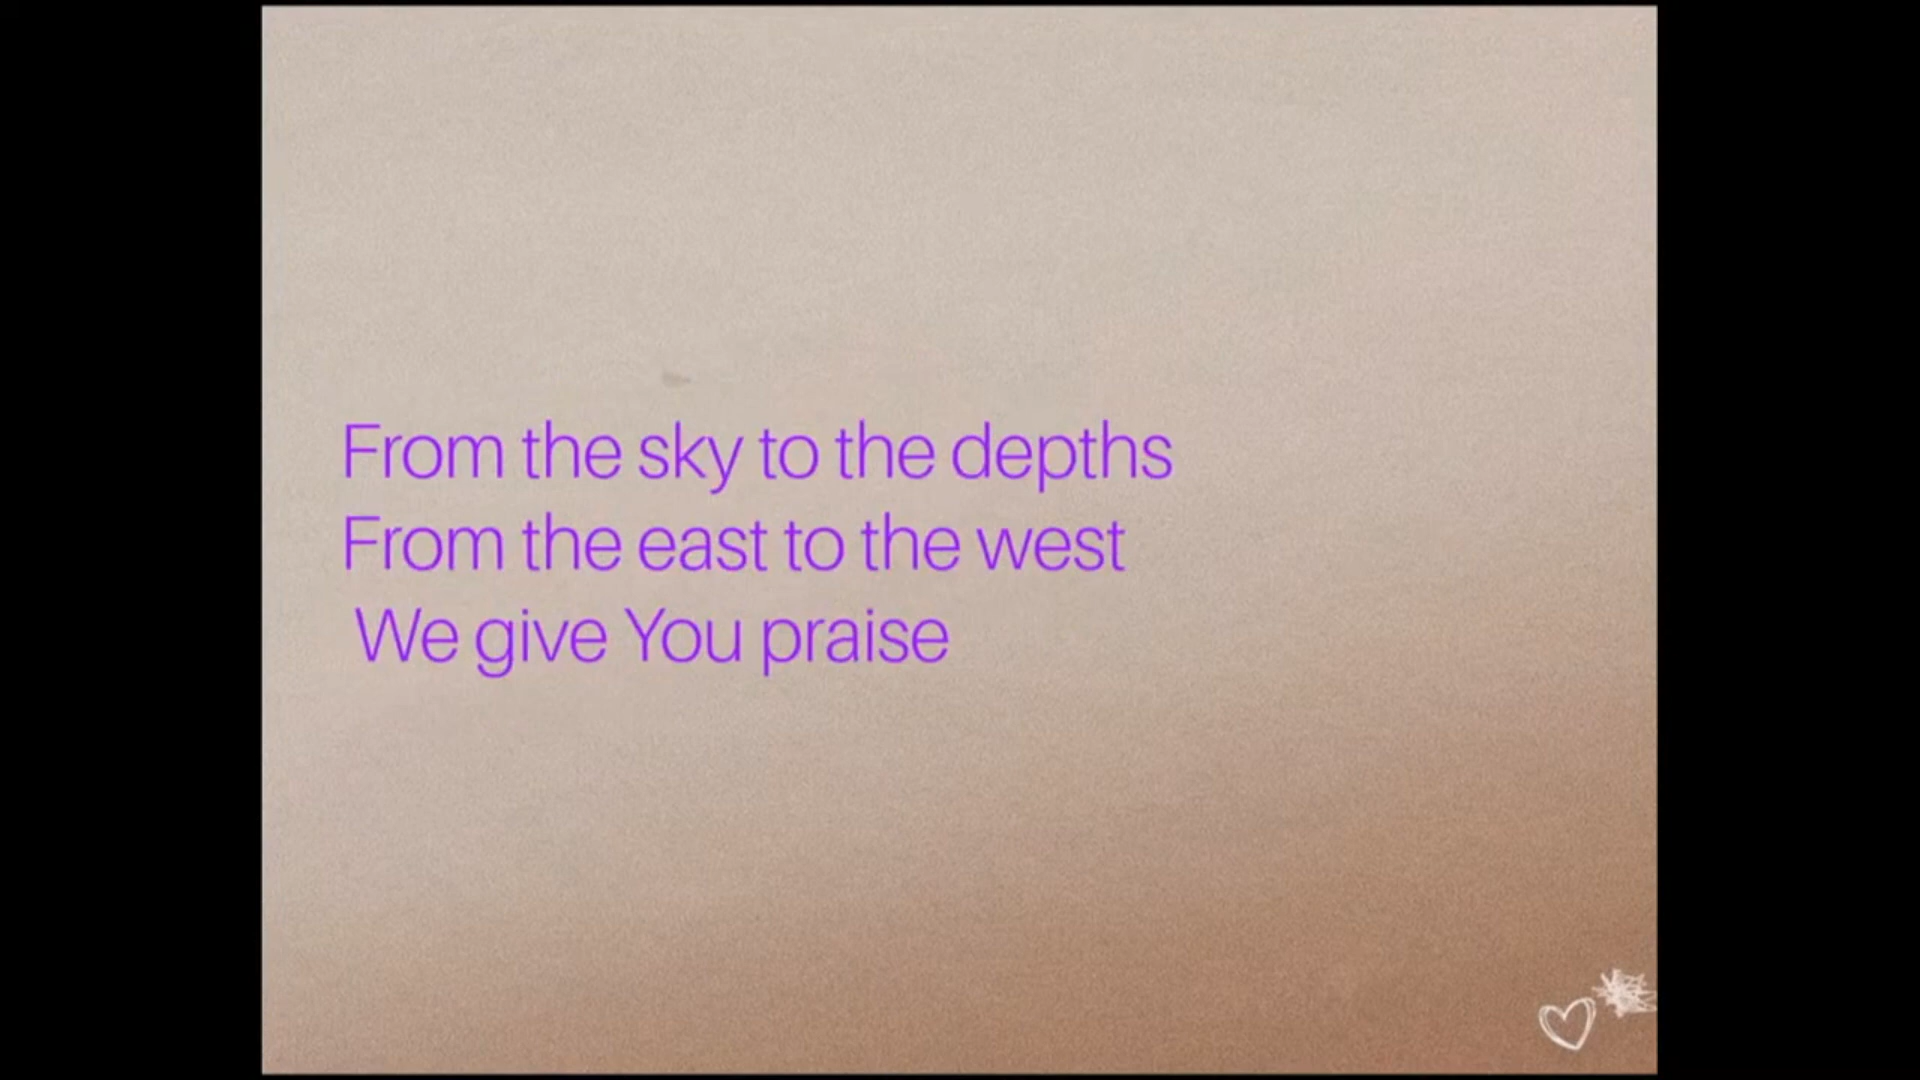 From the sky to the depths
From the east to the west
We give You praise